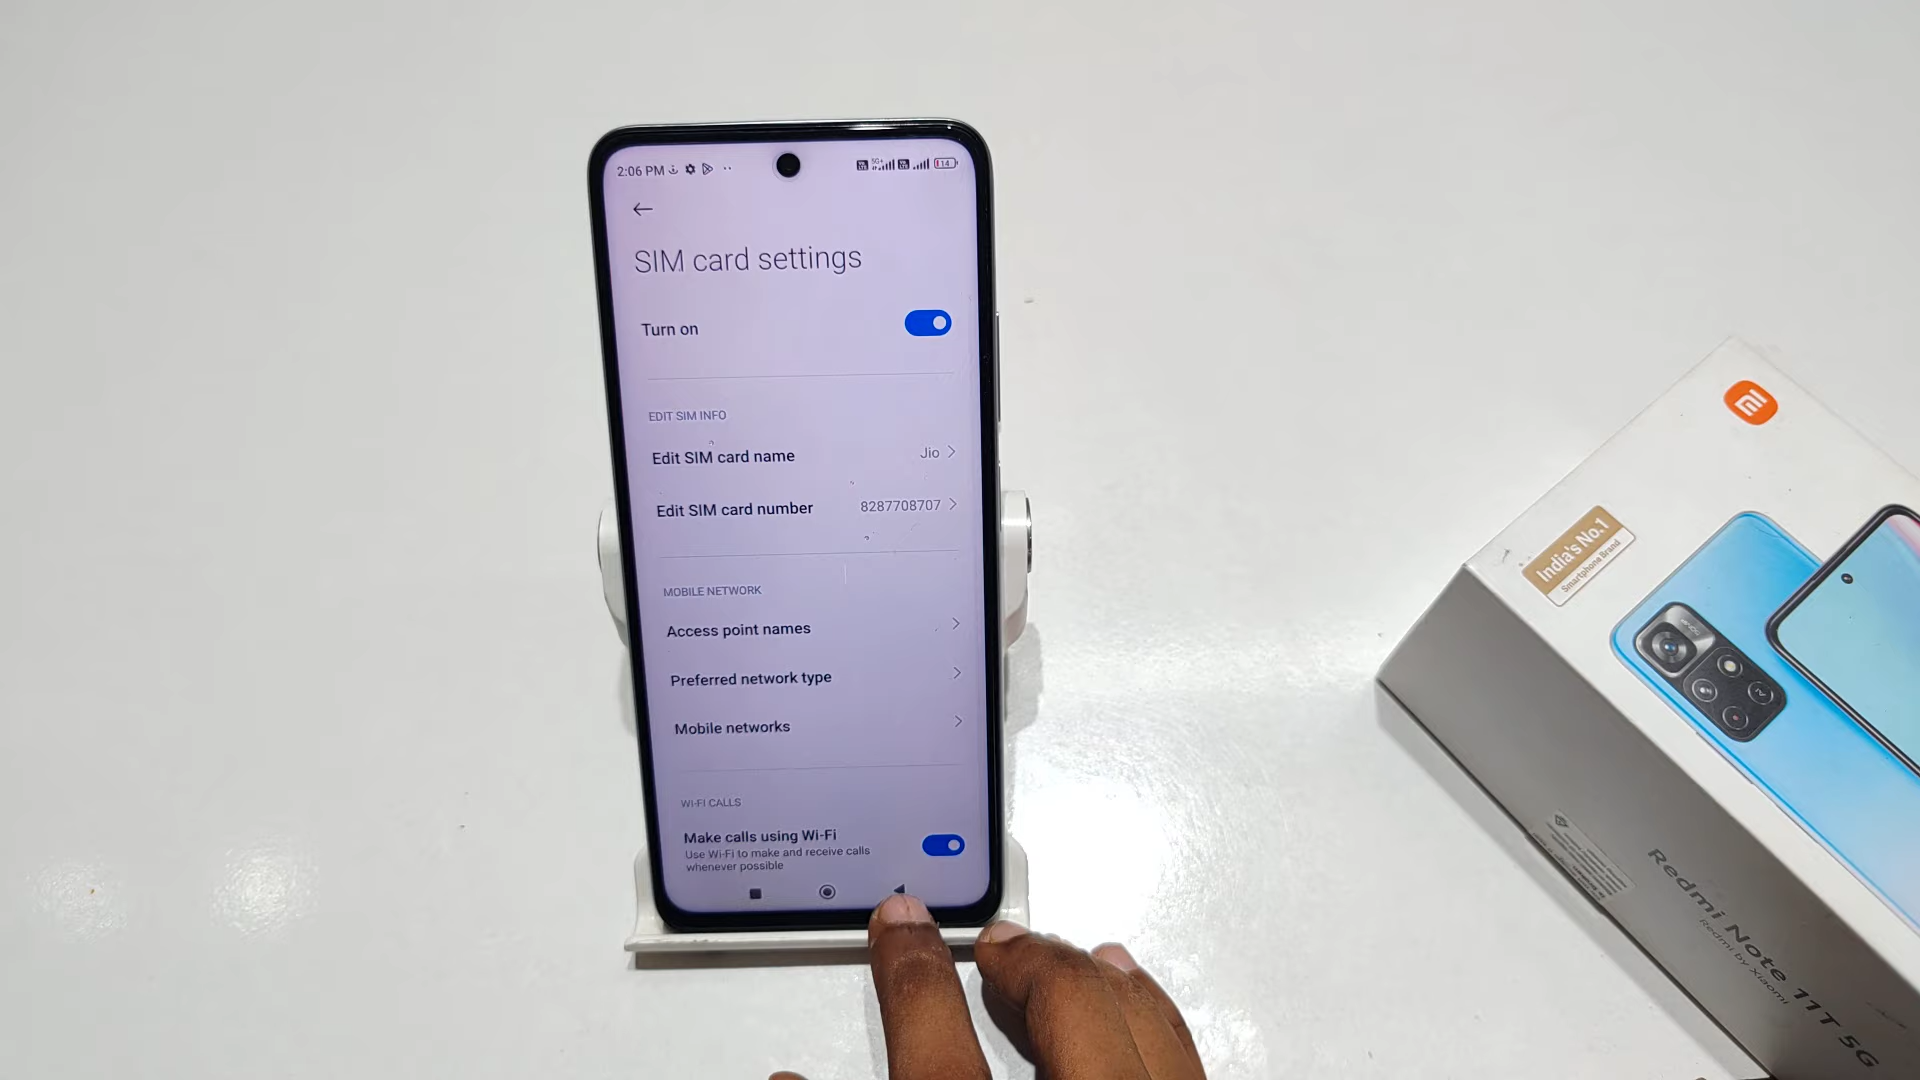 2:06 PM
5G+
14
SIM card settings
Turn on
EDIT SIM INFO
Edit SIM card name
Jio
Edit SIM card number
8287708707
MOBILE NETWORK
Access point names
Preferred network type
Mobile networks
WI-FI CALLS
Make calls using Wi-Fi
Use Wi-Fi to make and receive calls
whenever possible
mi
India's No.1
Smartphone Brand
Redmi Note 11T 5G
Redmi by Xiaomi